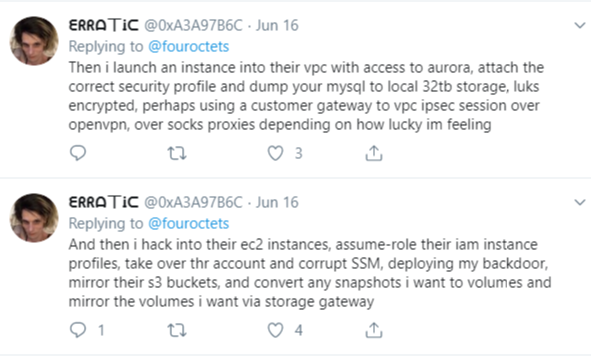 ERRATiC @0xA3A97B6C · Jun 16
Replying to @fouroctets
Then i launch an instance into their vpc with access to aurora, attach the
correct security profile and dump your mysql to local 32tb storage, luks
encrypted, perhaps using a customer gateway to vpc ipsec session over
openvpn, over socks proxies depending on how lucky im feeling
3
ERRATiC @0xA3A97B6C · Jun 16
Replying to @fouroctets
And then i hack into their ec2 instances, assume-role their iam instance
profiles, take over thr account and corrupt SSM, deploying my backdoor,
mirror their s3 buckets, and convert any snapshots i want to volumes and
mirror the volumes i want via storage gateway
1 4